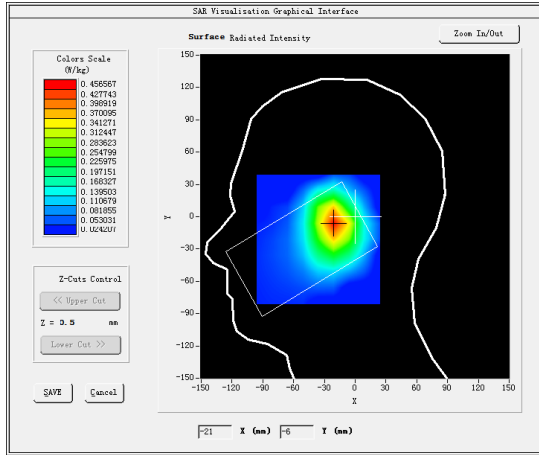 SAR Visualisation Graphical Interface
Surface Radiated Intensity
Zoom In/Out
Colors Scale
(W/kg)
0.456567
0.427743
0.398919
0.370095
0.341271
0.312447
0.283623
0.254799
0.225975
0.197151
0.168327
0.139503
0.110679
0.081855
0.053031
0.024207
Z-Cuts Control
<< Upper Cut
Z = 3.5 mm
Lower Cut >>
SAVE
Cancel
150
120
90
60
30
0
-30
-60
-90
-120
-150
Y
-150 -120 -90 -60 -30 0 30 60 90 120 150
X
-21 X (mm) -6 Y (mm)